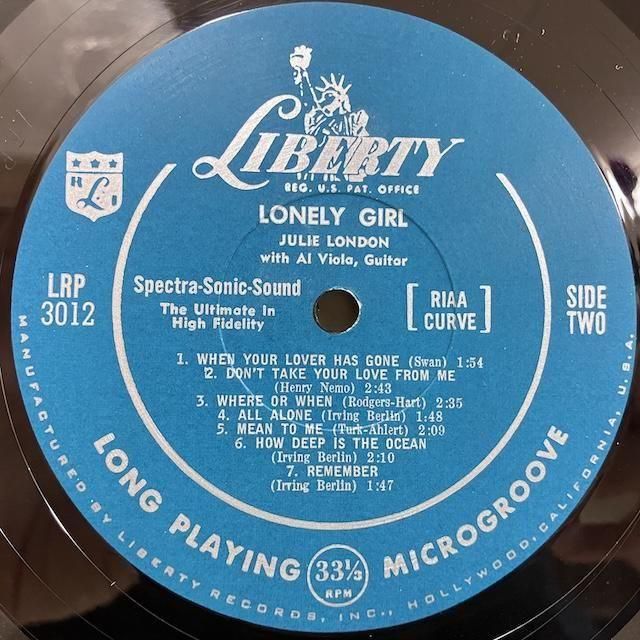 LIBERTY
REG. U.S. PAT. OFFICE
LONELY GIRL
JULIE LONDON
with Al Viola, Guitar
LRP
3012
Spectra-Sonic-Sound
The Ultimate In
High Fidelity
[ RIAA
CURVE ]
SIDE
TWO
1. WHEN YOUR LOVER HAS GONE (Swan) 1:54
2. DON'T TAKE YOUR LOVE FROM ME
(Henry Nemo) 2:43
3. WHERE OR WHEN (Rodgers-Hart) 2:35
4. ALL ALONE (Irving Berlin) 1:48
5. MEAN TO ME (Turk-Ahlert) 2:09
6. HOW DEEP IS THE OCEAN
(Irving Berlin) 2:10
7. REMEMBER
(Irving Berlin) 1:47
LONG PLAYING 33⅓ RPM MICROGROOVE
MANUFACTURED BY LIBERTY RECORDS, INC., HOLLYWOOD, CALIFORNIA, U.S.A.